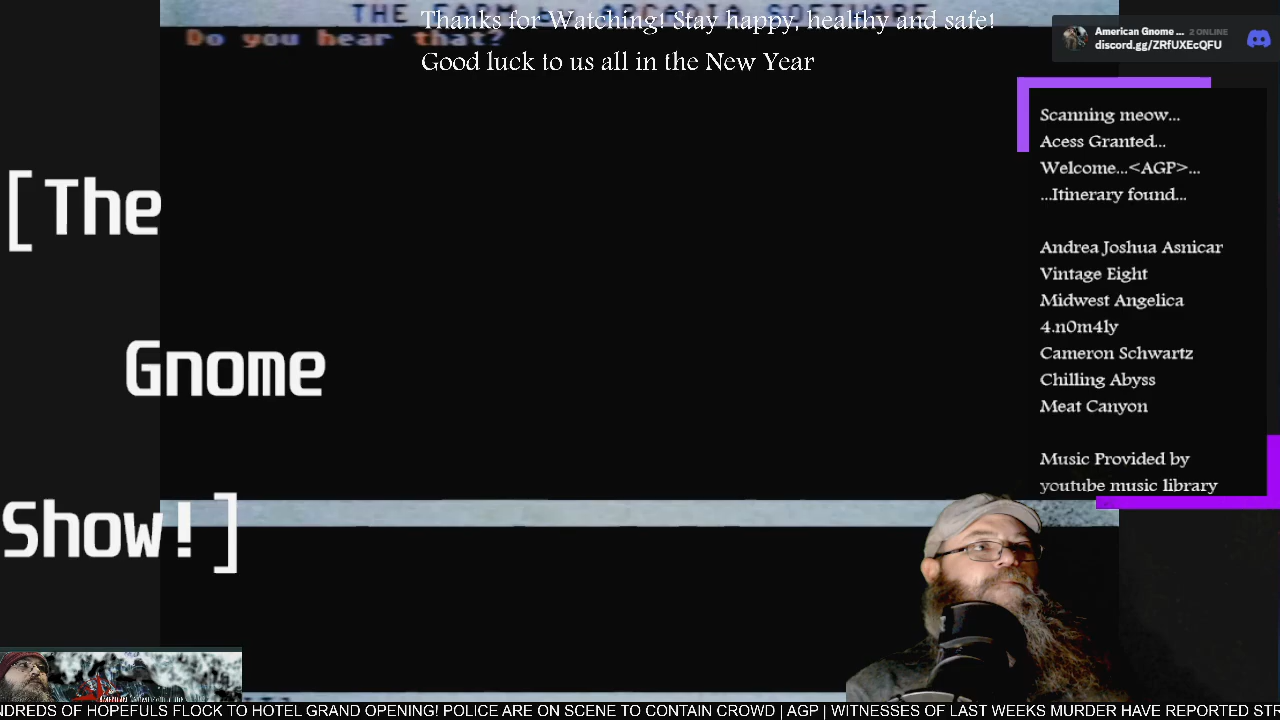 THE
Thanks for Watching! Stay happy, healthy and safe!
Do you hear that?
Good luck to us all in the New Year
American Gnome ... 2 ONLINE
discord.gg/ZRfUXEcQFU
Scanning meow...
Acess Granted...
Welcome...<AGP>...
...Itinerary found...
Andrea Joshua Asnicar
Vintage Eight
Midwest Angelica
4.n0m4ly
Cameron Schwartz
Chilling Abyss
Meat Canyon
Music Provided by
youtube music library
[The
Gnome
Show!]
NDREDS OF HOPEFULS FLOCK TO HOTEL GRAND OPENING! POLICE ARE ON SCENE TO CONTAIN CROWD | AGP | WITNESSES OF LAST WEEKS MURDER HAVE REPORTED STR